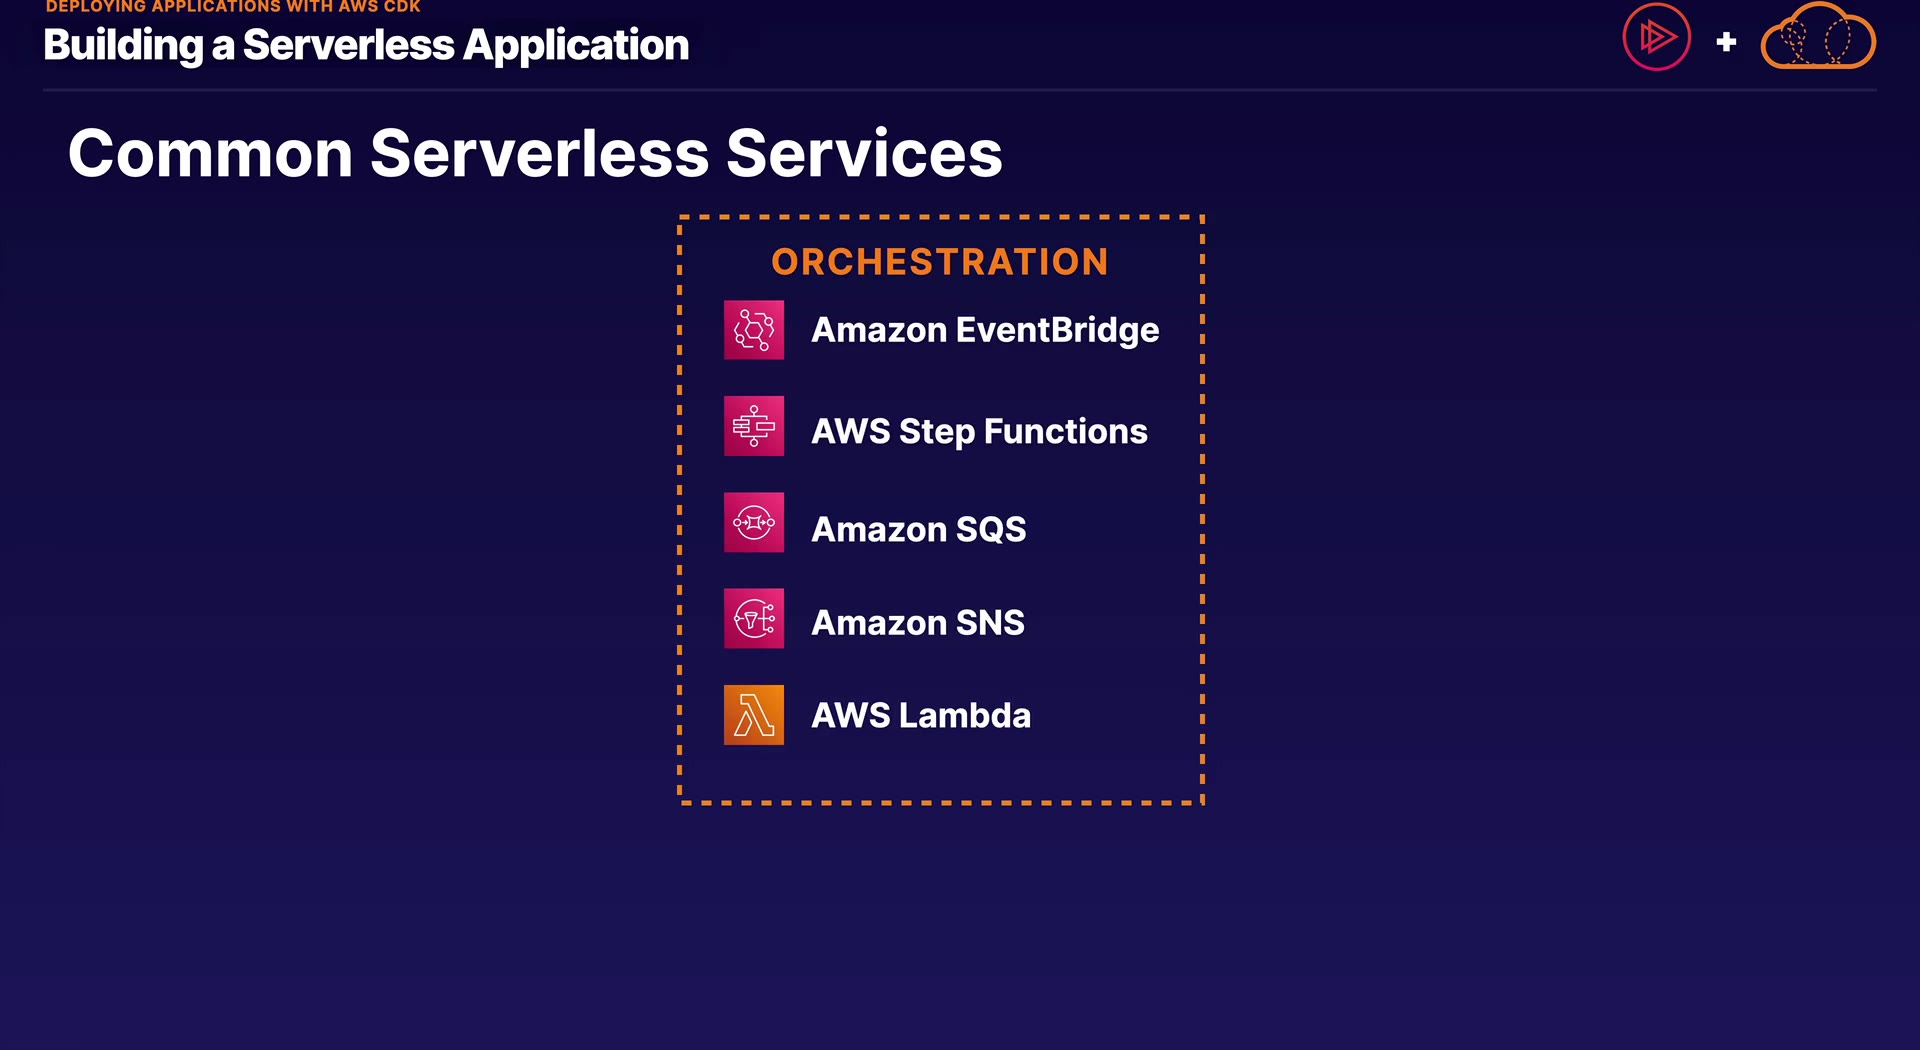 DEPLOYING APPLICATIONS WITH AWS CDK
Building a Serverless Application
Common Serverless Services
ORCHESTRATION
Amazon EventBridge
AWS Step Functions
Amazon SQS
Amazon SNS
AWS Lambda